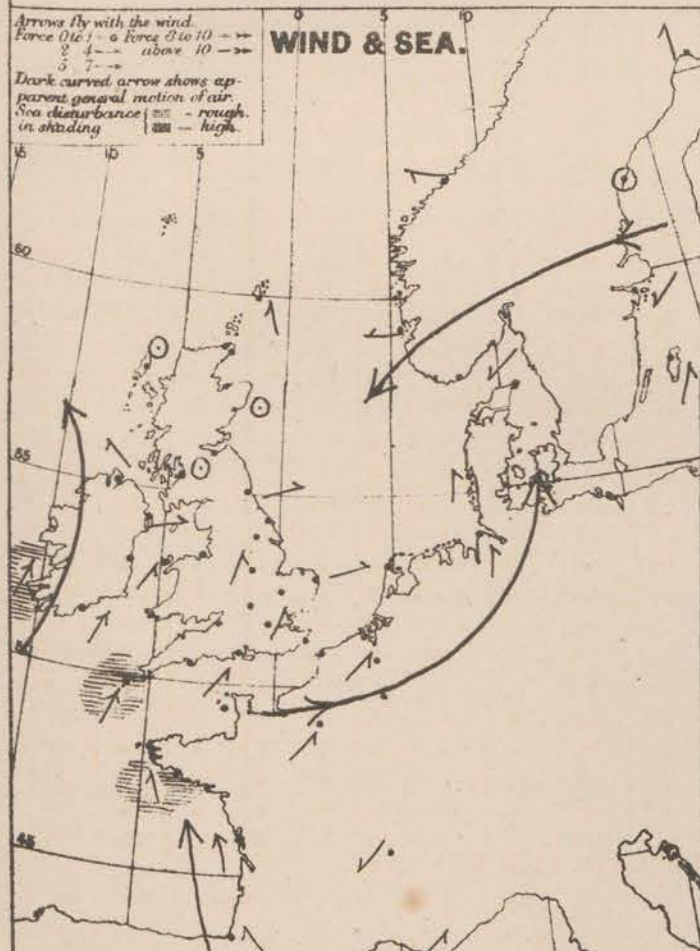 0 5 10
WIND & SEA.
Arrows fly with the wind.
Force 0 to 1 - Force 8 to 10 -
2 4 - above 10 -
5 7 -
Dark curved arrow shows ap-
parent general motion of air.
Sea disturbance { - rough.
in shading { - high.
15 10 5
60
55
50
45